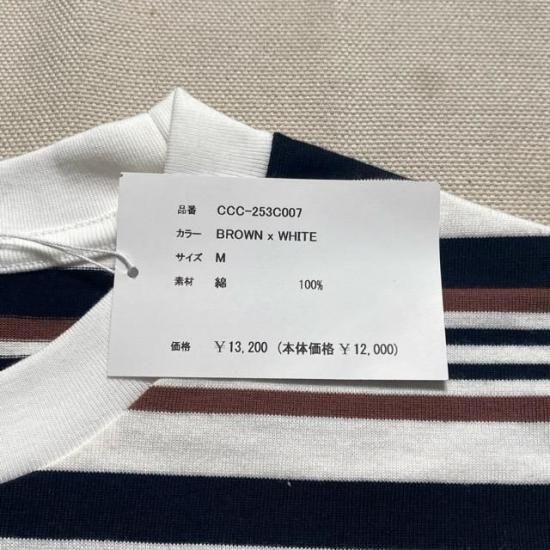 品番 CCC-253C007
カラー BROWN x WHITE
サイズ M
素材 綿 100%
価格 ￥13,200 (本体価格 ￥12,000)